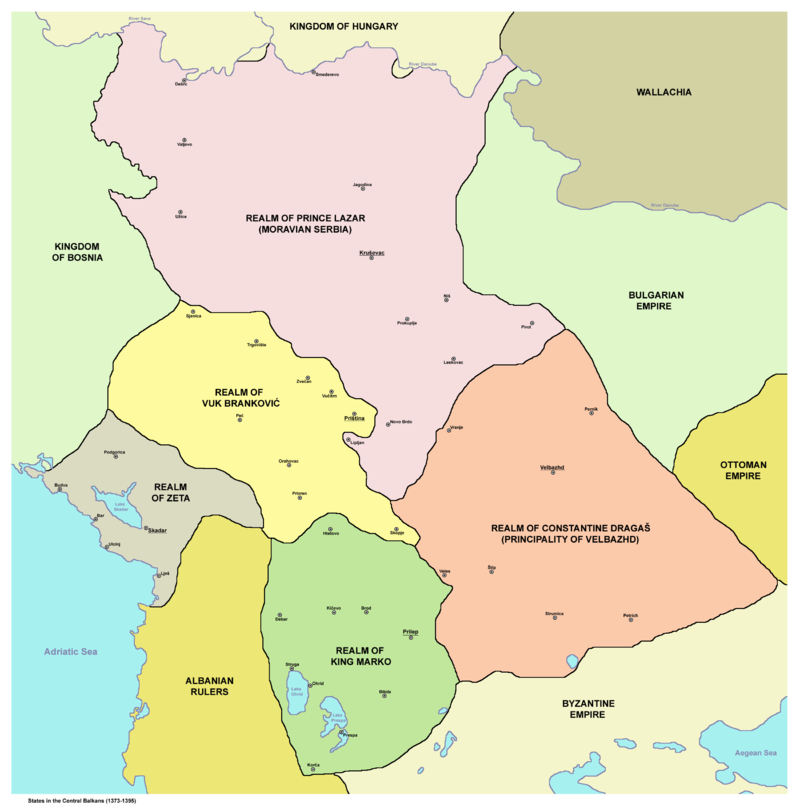 KINGDOM OF HUNGARY
River Sava
River Danube
Smederevo
Debrc
WALLACHIA
Valjevo
Jagodina
River Danube
Užice
REALM OF PRINCE LAZAR
(MORAVIAN SERBIA)
KINGDOM
OF BOSNIA
Kruševac
BULGARIAN
EMPIRE
Niš
Sjenica
Prokuplje
Pirot
Trgovište
Leskovac
Zvečan
REALM OF
VUK BRANKOVIĆ
Vučitrn
Peć
Priština
Pernik
Novo Brdo
Vranje
Lipljan
Podgorica
Orahovac
Velbazhd
OTTOMAN
EMPIRE
Budva
REALM
OF ZETA
Prizren
Lake
Skadar
Bar
Skadar
Skopje
REALM OF CONSTANTINE DRAGAŠ
(PRINCIPALITY OF VELBAZHD)
Ulcinj
Veles
Štip
Lješ
Debar
Kičevo
Brod
Strumica
Petrich
Prilep
Adriatic Sea
REALM OF
KING MARKO
Struga
ALBANIAN
RULERS
Lake
Ohrid
Ohrid
Bitola
BYZANTINE
EMPIRE
Lake
Prespa
Prespa
Aegean Sea
Korča
States in the Central Balkans (1373-1395)